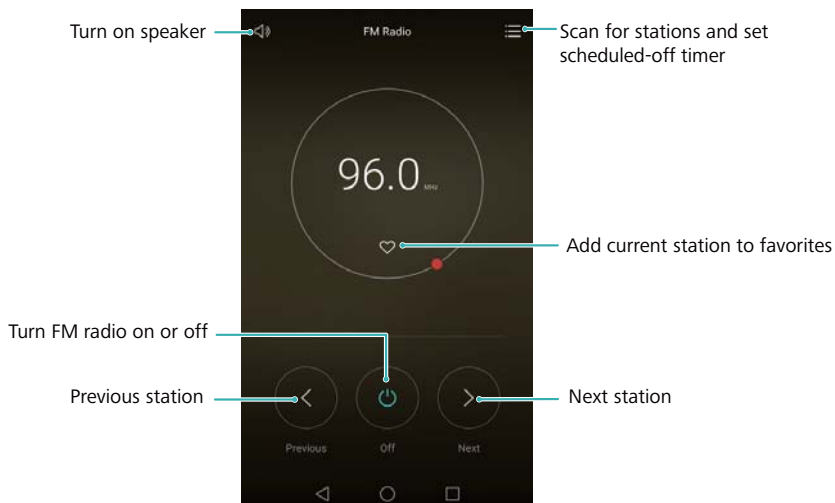 Turn on speaker
FM Radio
Scan for stations and set
scheduled-off timer
96.0 MHz
Add current station to favorites
Turn FM radio on or off
Previous station
Next station
Previous
Off
Next